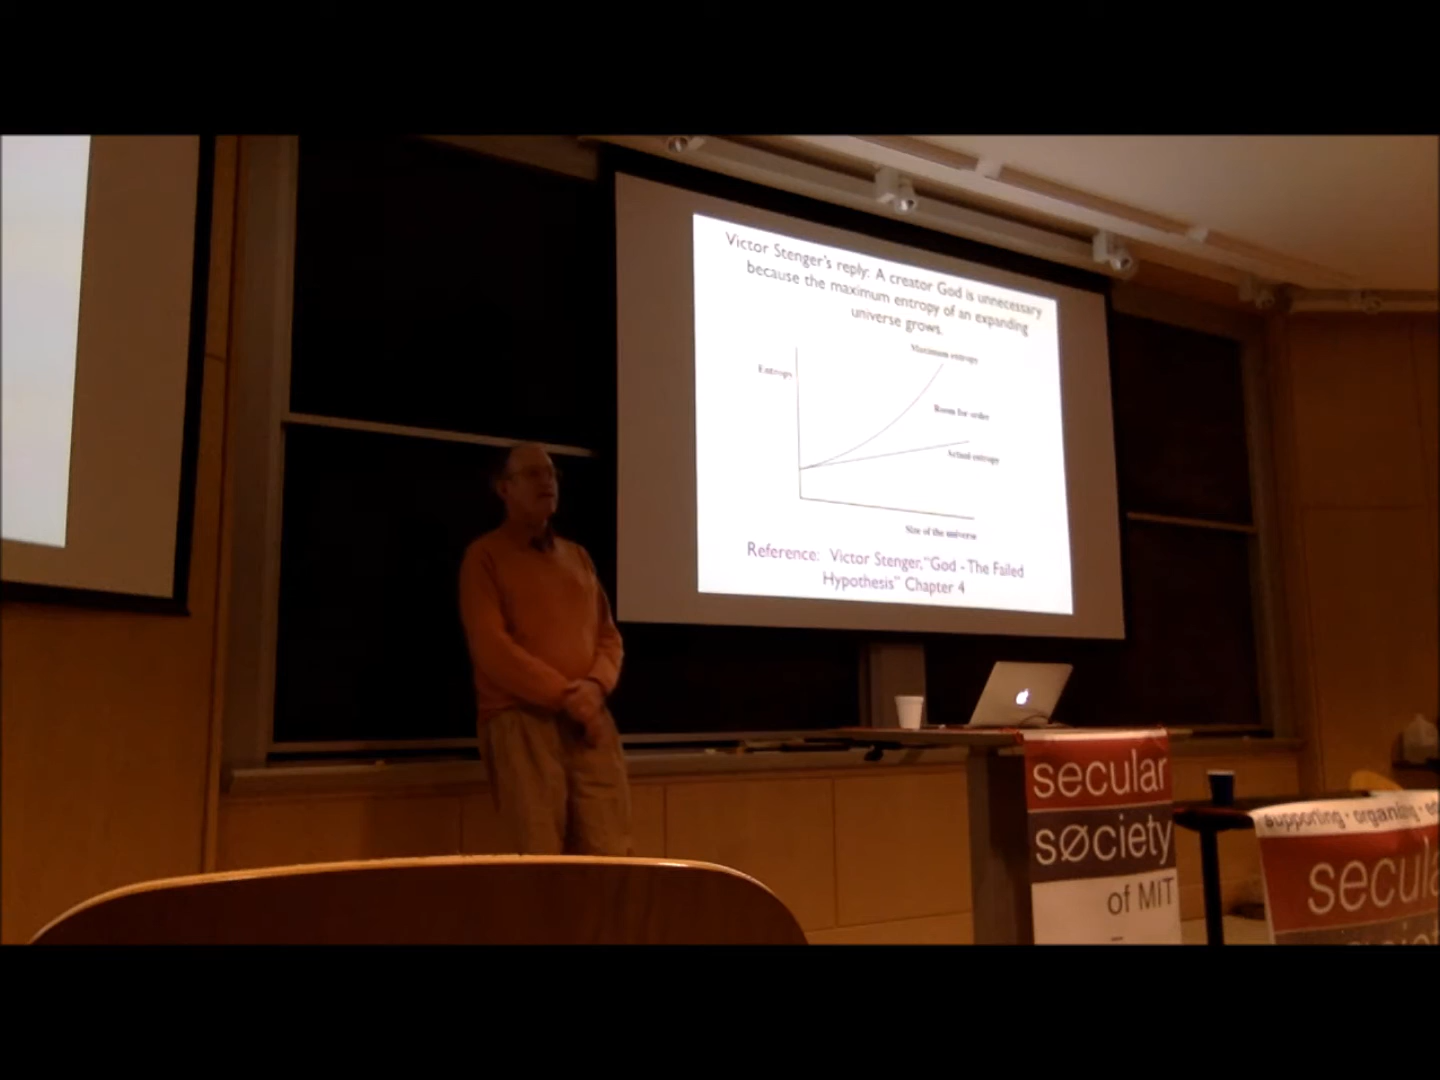 Victor Stenger's reply: A creator God is unnecessary
because the maximum entropy of an expanding
universe grows.
Maximum entropy
Entropy
Room for order
Actual entropy
Size of the universe
Reference: Victor Stenger, "God - The Failed
Hypothesis" Chapter 4
secular
søciety
of MIT
supporting · organizing ·
secula